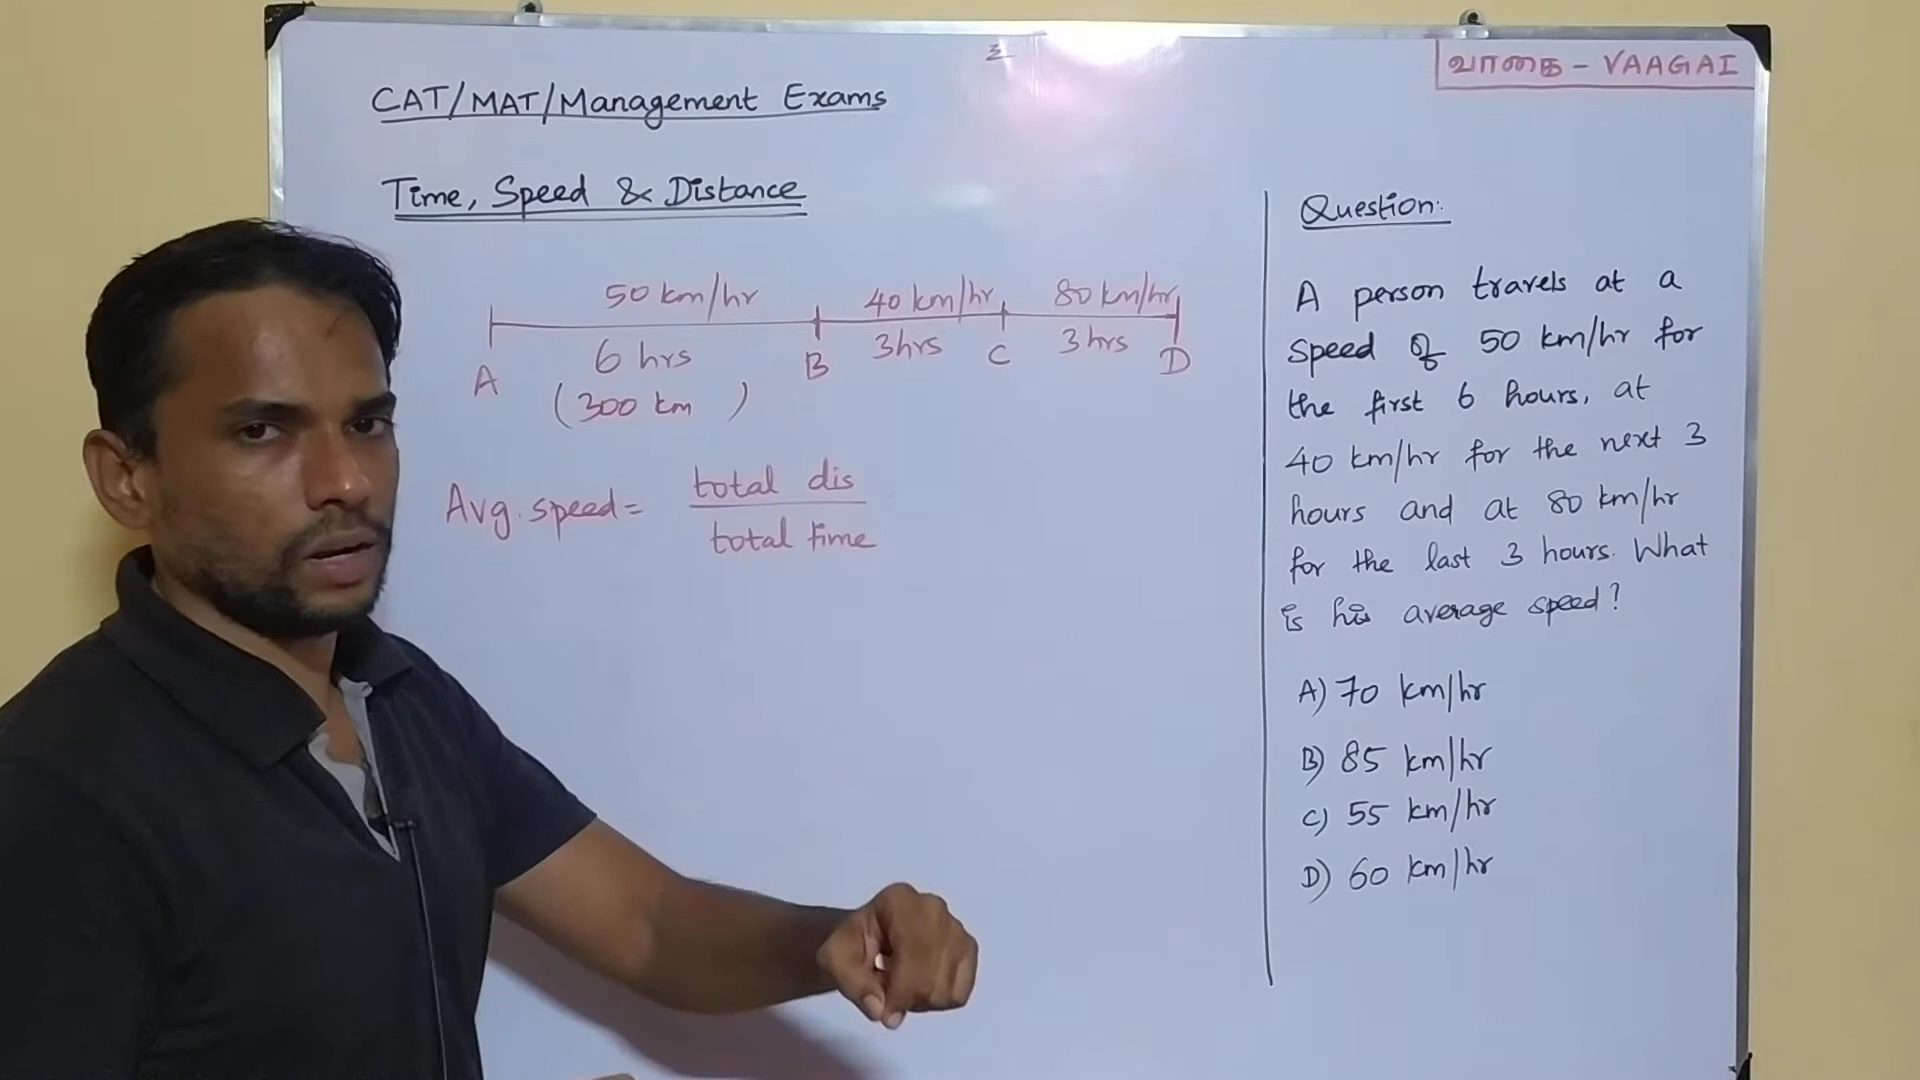 வாகை - VAAGAI
CAT/MAT/Management Exams
Time, Speed & Distance
50 km/hr 40 km/hr 80 km/hr
6 hrs 3hrs 3 hrs
A B C D
(300 km )
Avg. speed = total dis
total time
Question:
A person travels at a
speed of 50 km/hr for
the first 6 hours, at
40 km/hr for the next 3
hours and at 80 km/hr
for the last 3 hours. What
is his average speed?
A) 70 km/hr
B) 85 km/hr
C) 55 km/hr
D) 60 km/hr